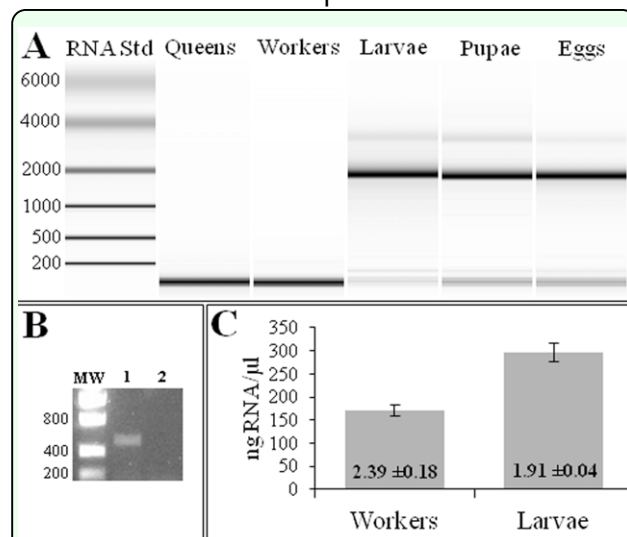 A
RNA Std Queens Workers Larvae Pupae Eggs
6000
4000
2000
1000
500
200
B
MW 1 2
800
400
200
C
ngRNA/µl
350
300
250
200
150
100
50
0
2.39 ±0.18 1.91 ±0.04
Workers Larvae